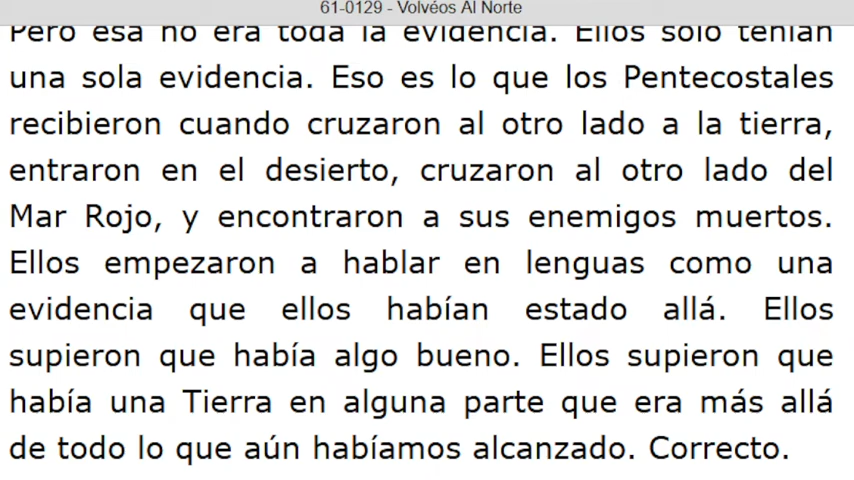 61-0129 - Volvéos Al Norte
Pero esa no era toda la evidencia. Ellos sólo tenían
una sola evidencia. Eso es lo que los Pentecostales
recibieron cuando cruzaron al otro lado a la tierra,
entraron en el desierto, cruzaron al otro lado del
Mar Rojo, y encontraron a sus enemigos muertos.
Ellos empezaron a hablar en lenguas como una
evidencia que ellos habían estado allá. Ellos
supieron que había algo bueno. Ellos supieron que
había una Tierra en alguna parte que era más allá
de todo lo que aún habíamos alcanzado. Correcto.